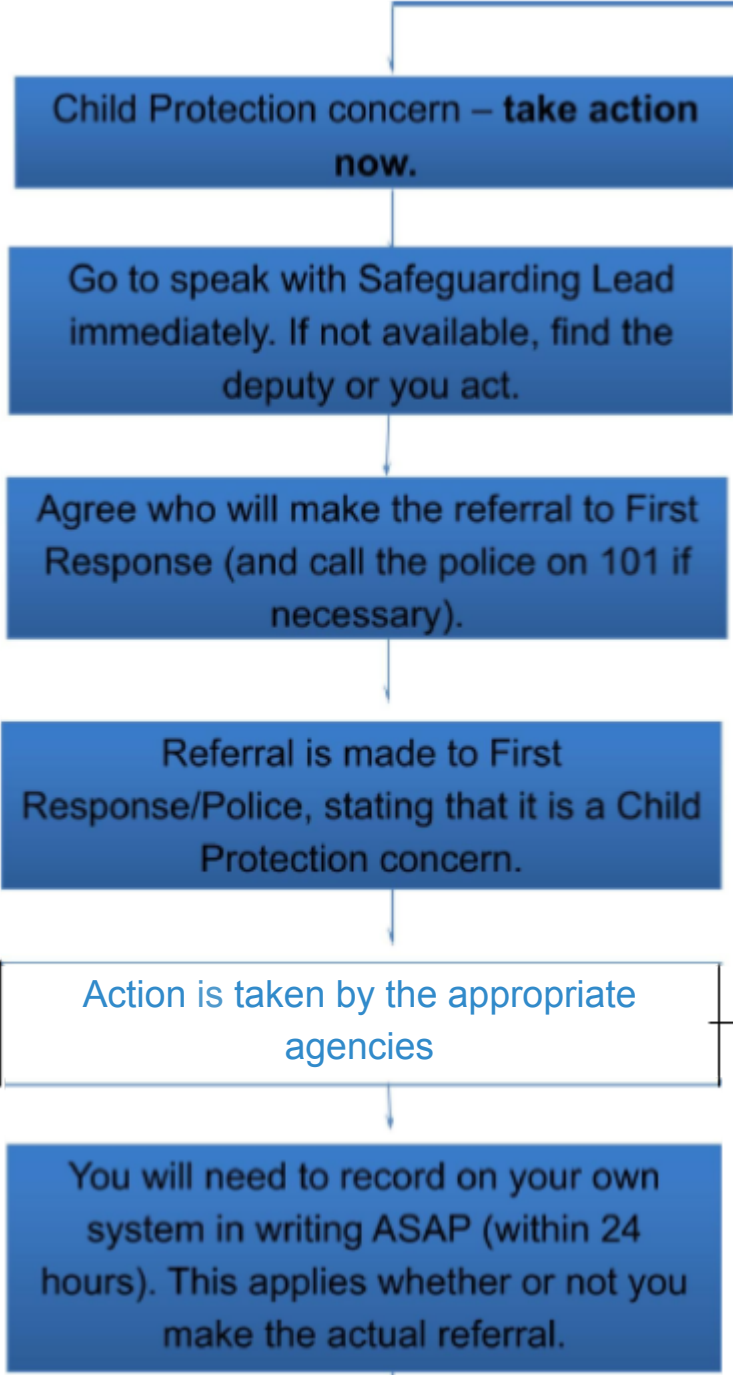 Child Protection concern – take action
now.
Go to speak with Safeguarding Lead
immediately. If not available, find the
deputy or you act.
Agree who will make the referral to First
Response (and call the police on 101 if
necessary).
Referral is made to First
Response/Police, stating that it is a Child
Protection concern.
Action is taken by the appropriate
agencies
You will need to record on your own
system in writing ASAP (within 24
hours). This applies whether or not you
make the actual referral.